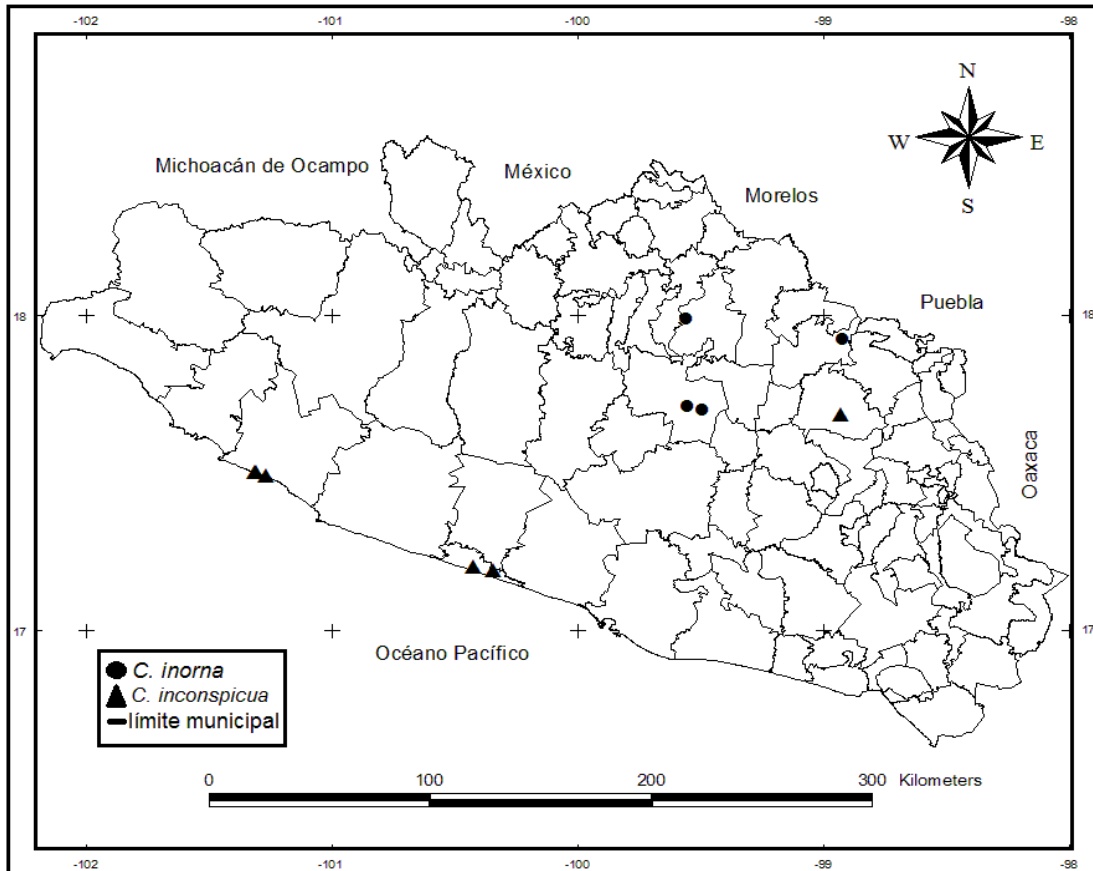 -102 -101 -100 -99 -98
N
W E
S
Michoacán de Ocampo
México
Morelos
Puebla
Oaxaca
18 18
17 17
Océano Pacífico
C. inorna
C. inconspicua
límite municipal
0 100 200 300 Kilometers
-102 -101 -100 -99 -98